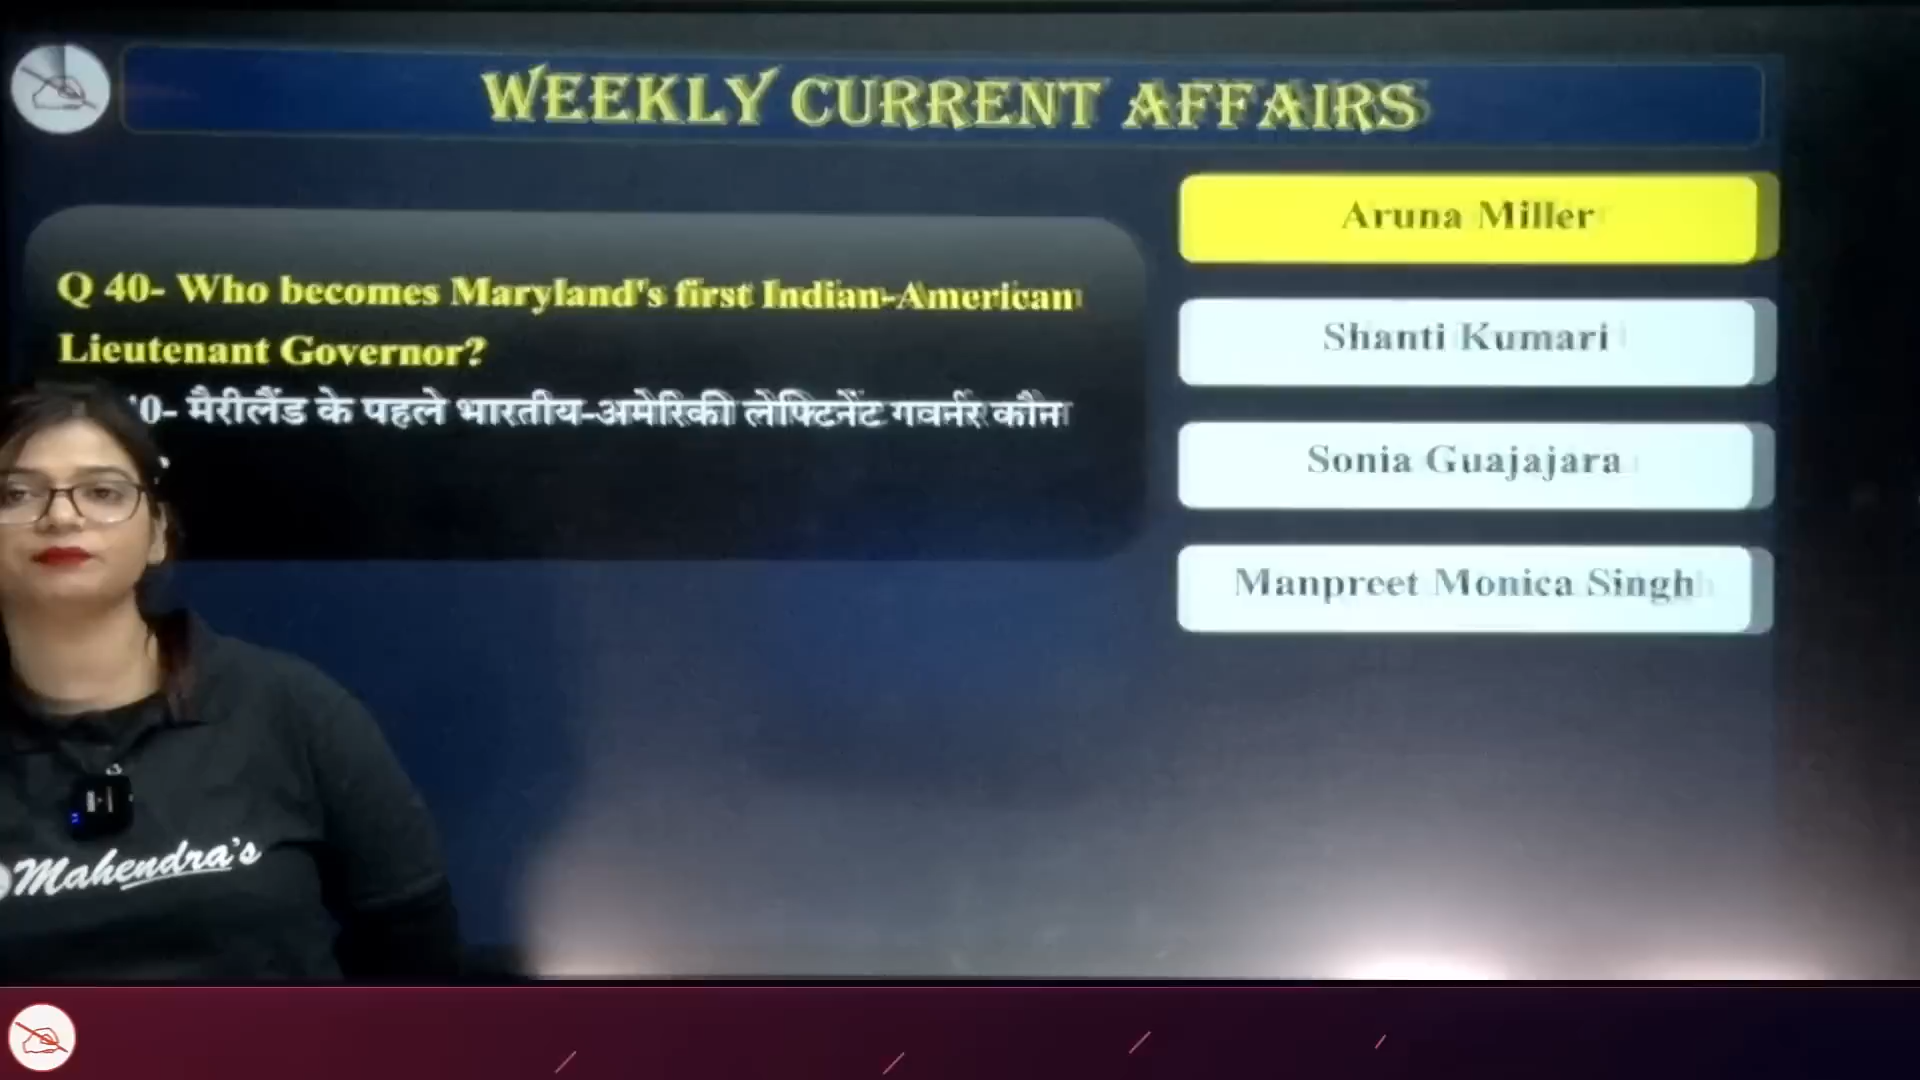 WEEKLY CURRENT AFFAIRS
Q 40- Who becomes Maryland's first Indian-American
Lieutenant Governor?
0- मैरीलैंड के पहले भारतीय-अमेरिकी लेफ्टिनेंट गवर्नर कौन
Aruna Miller
Shanti Kumari
Sonia Guajajara
Manpreet Monica Singh
Mahendra's